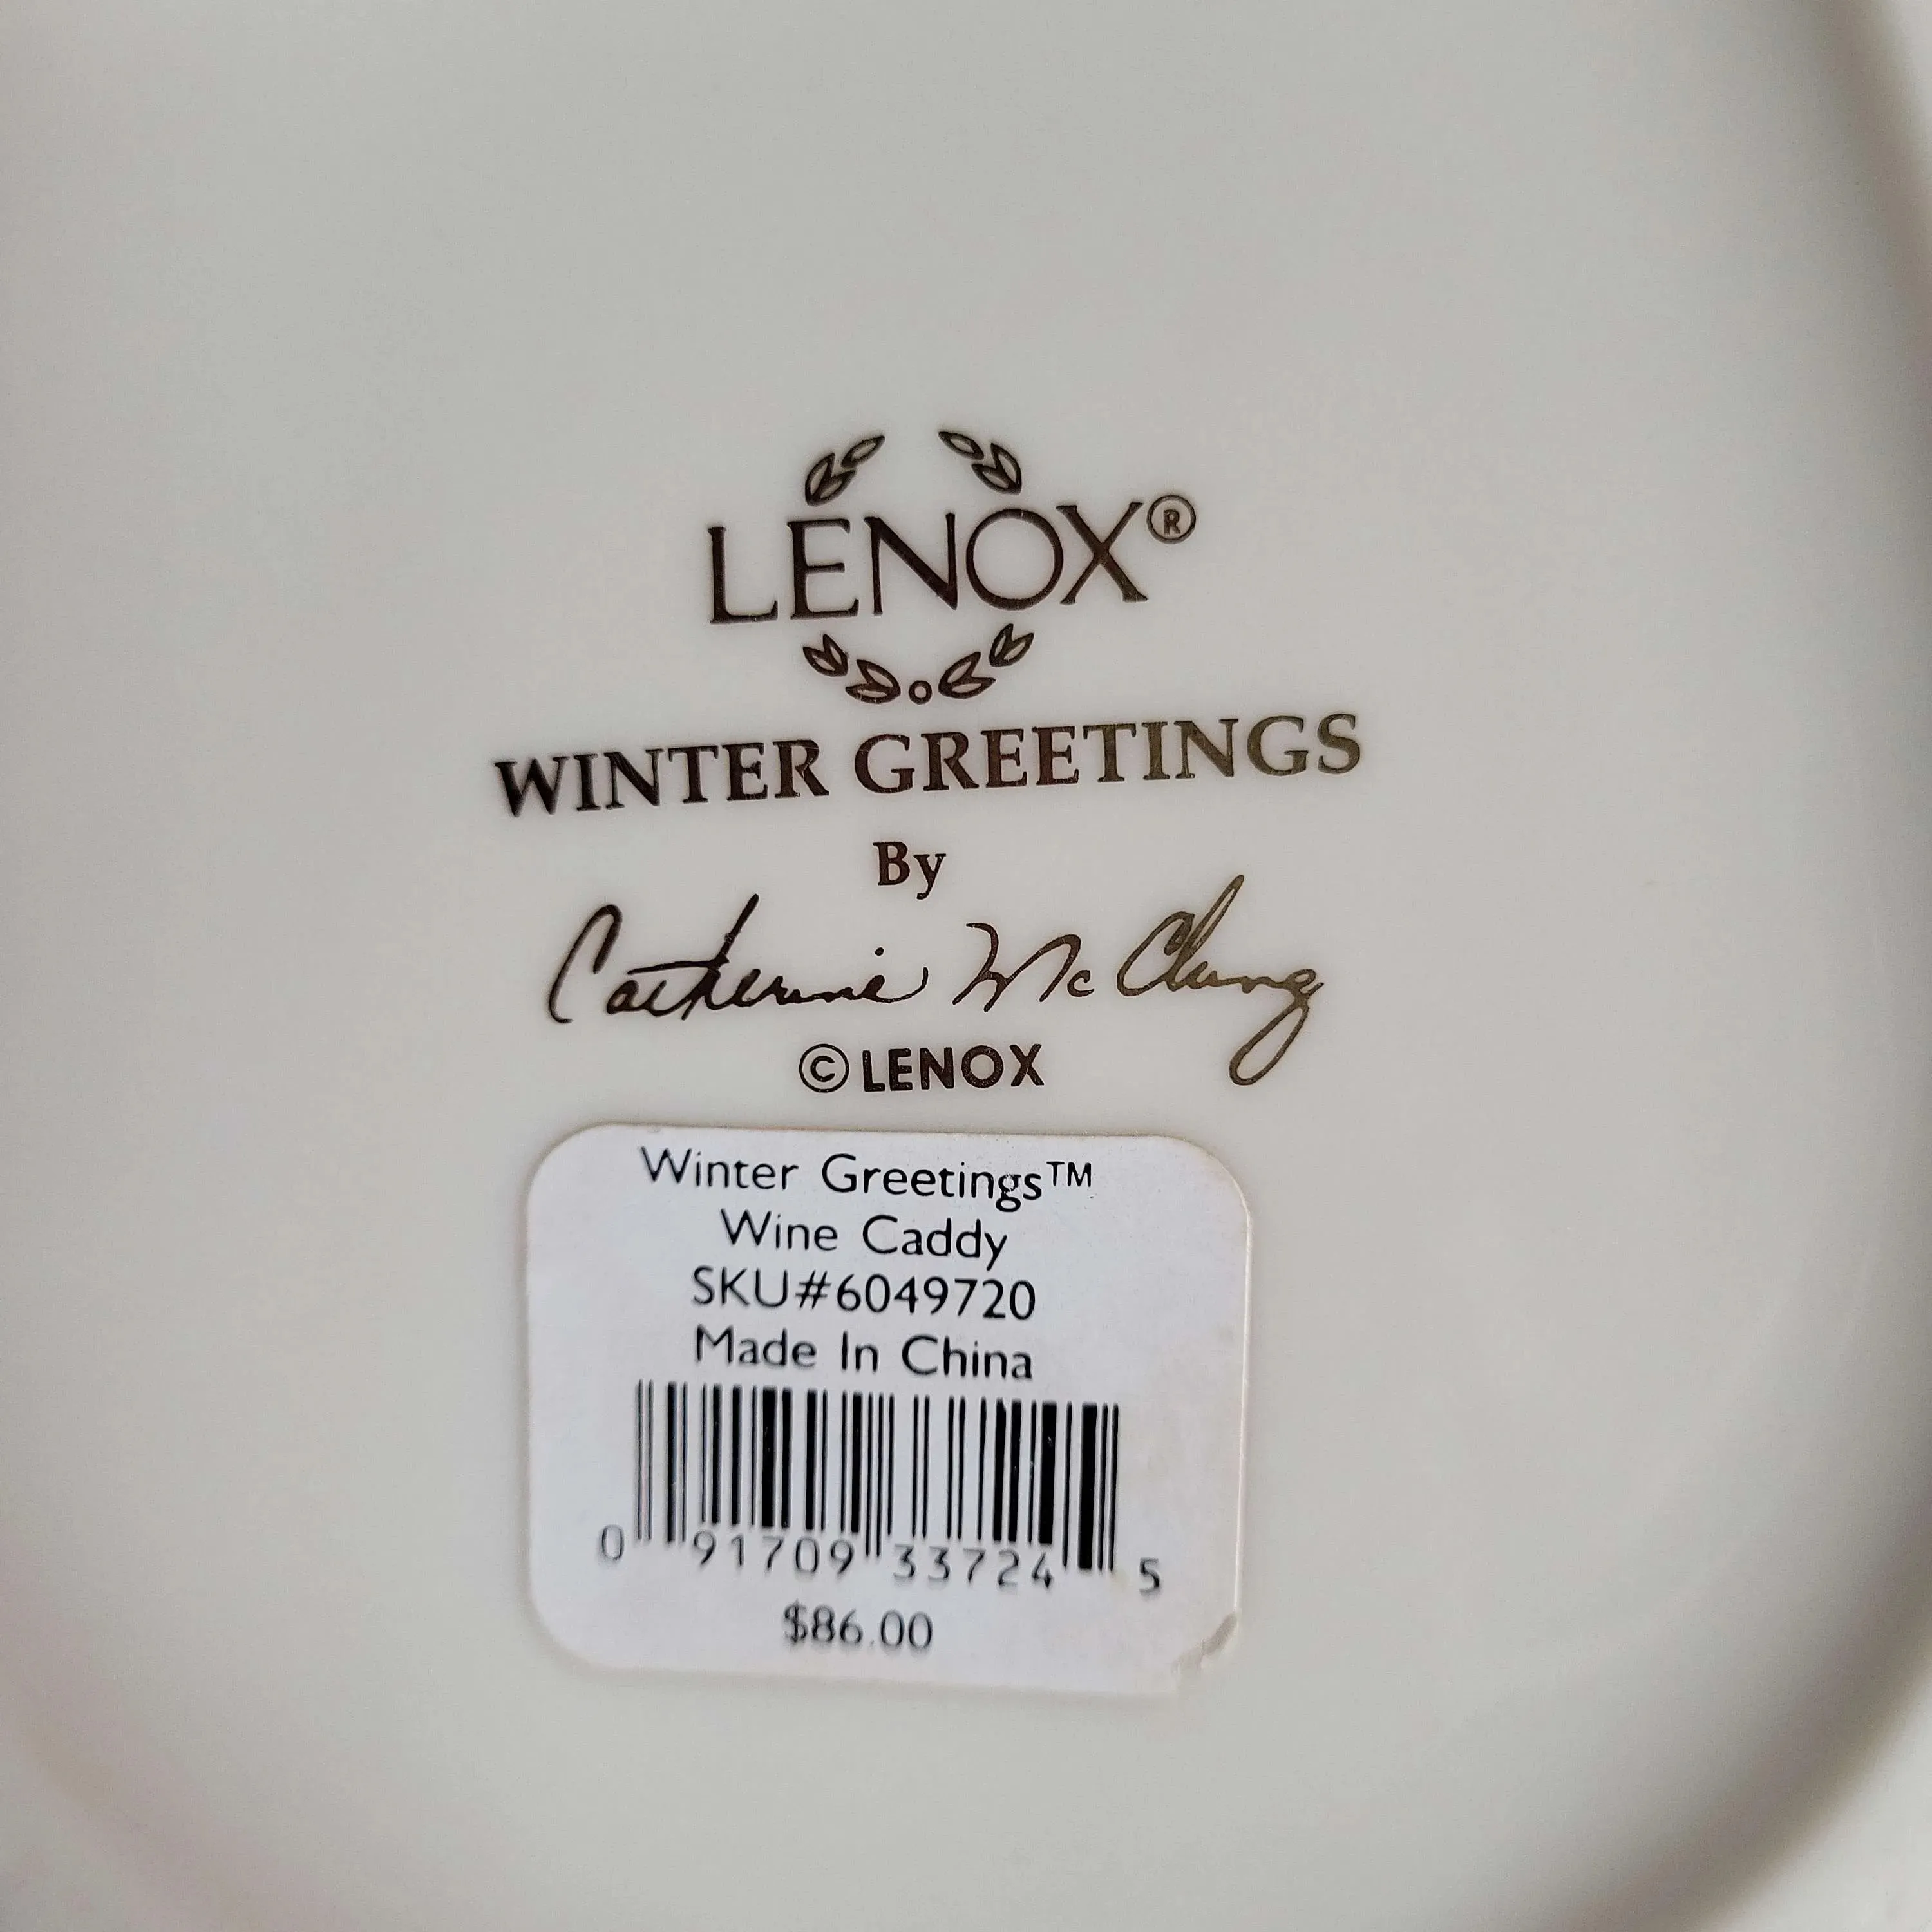 LENOX®
WINTER GREETINGS
By
Catherine McClung
©LENOX
Winter Greetings™
Wine Caddy
SKU#6049720
Made In China
0 91709 33724 5
$86.00